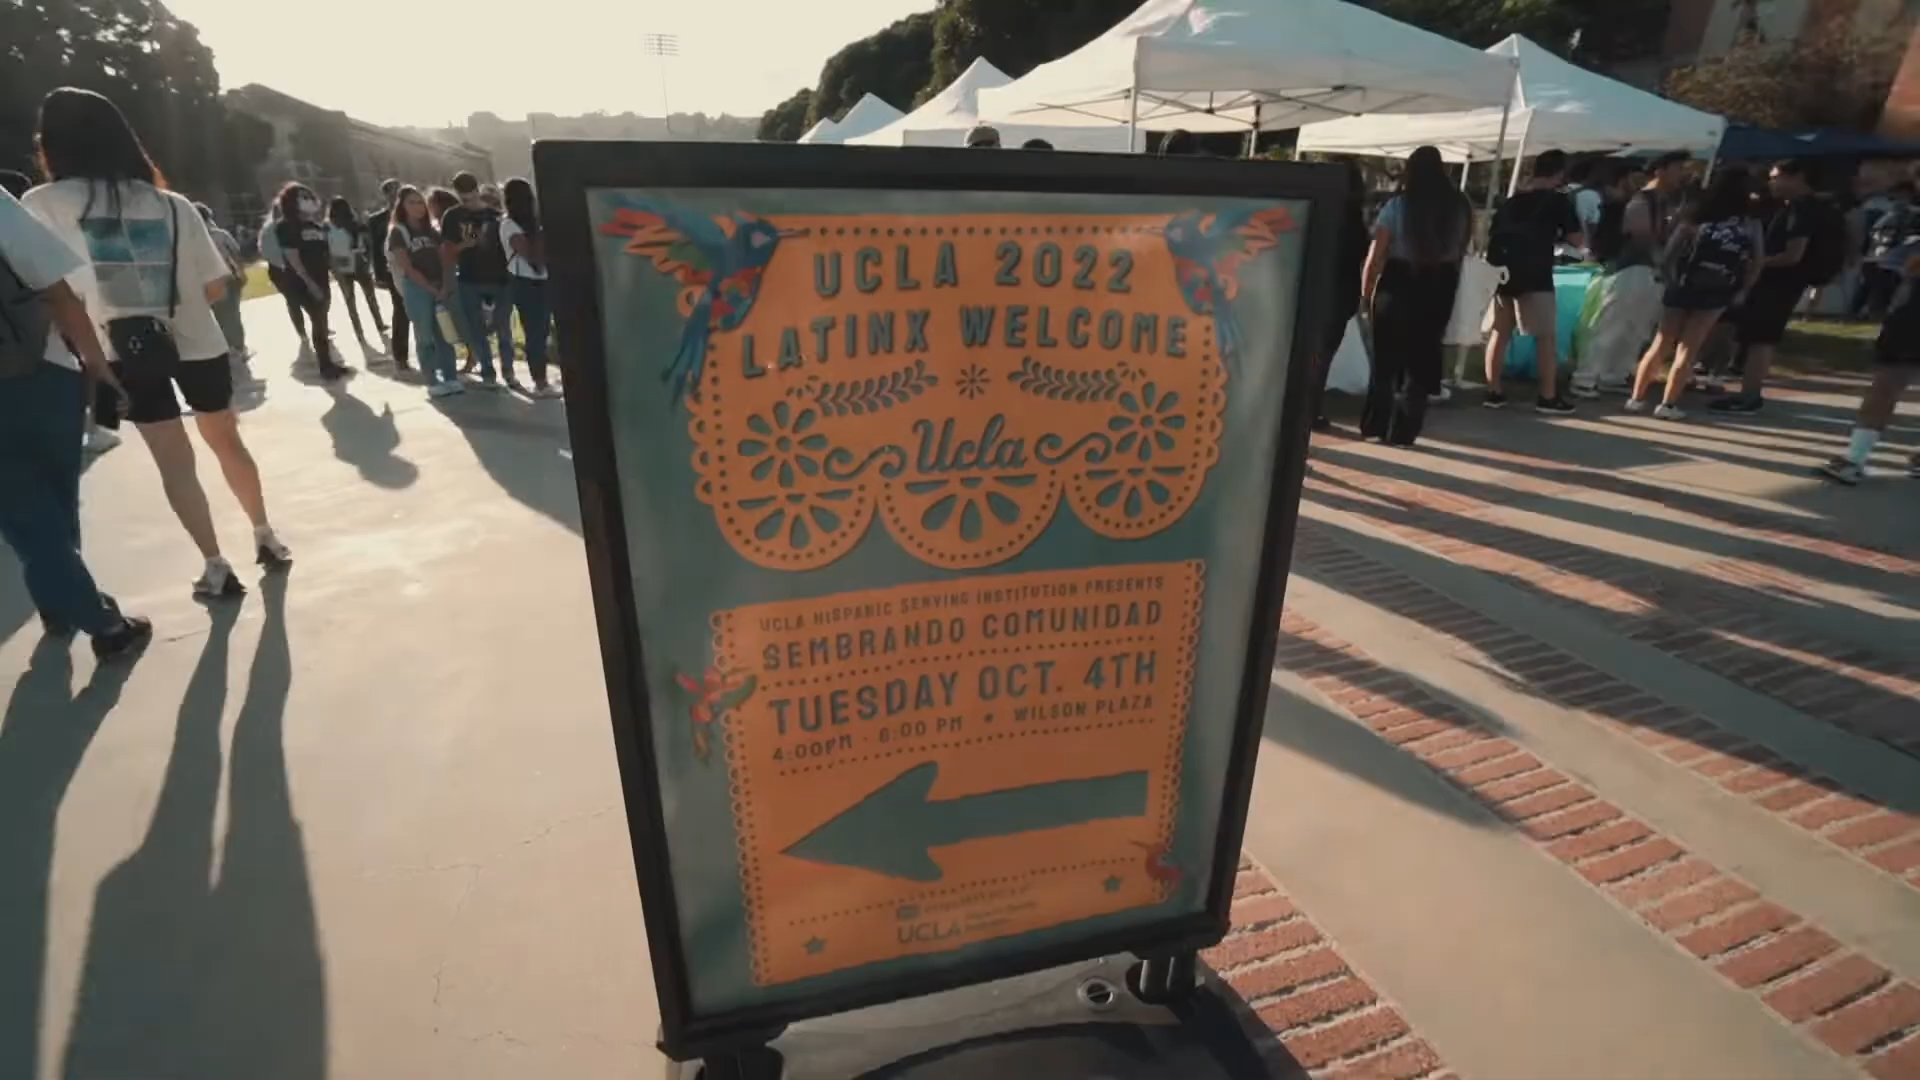 UCLA 2022
LATINX WELCOME
Ucla
UCLA HISPANIC SERVING INSTITUTION PRESENTS
SEMBRANDO COMUNIDAD
TUESDAY OCT. 4TH
4:00PM - 6:00 PM • WILSON PLAZA
UCLA